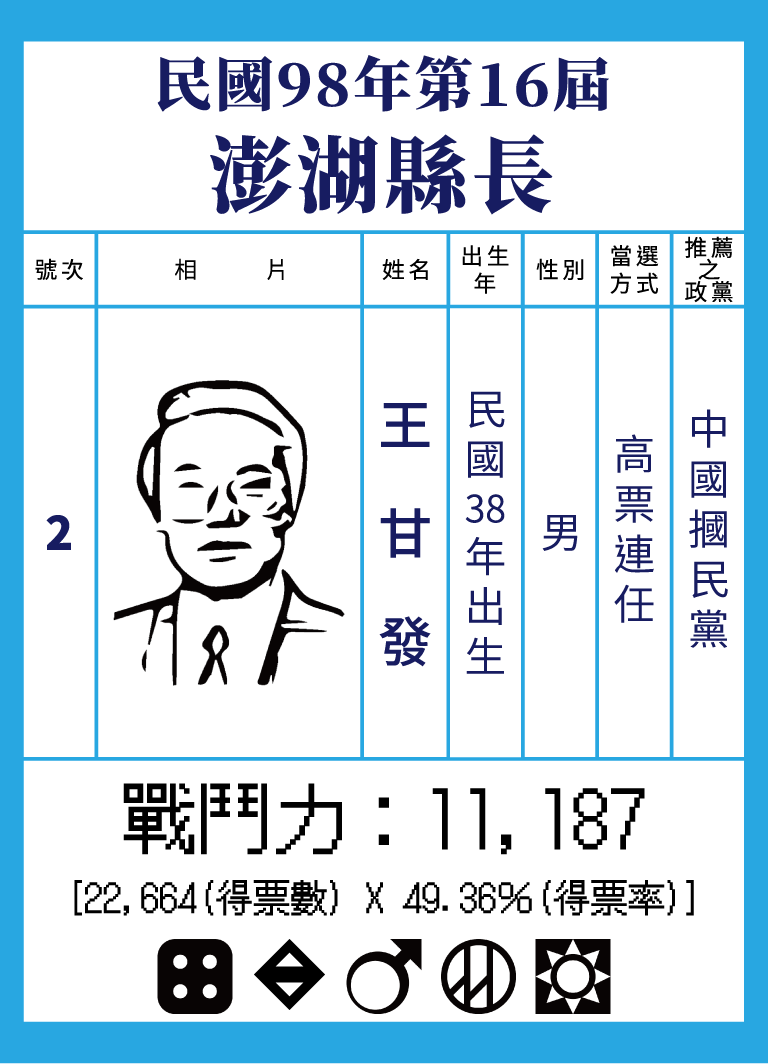 民國98年第16屆
澎湖縣長
號次
相 片
姓名
出生
年
性別
當選
方式
推薦
之
政黨
2
王甘發
民國38年出生
男
高票連任
中國摑民黨
戰鬥力：11,187
[22,664(得票數) X 49.36%(得票率)]